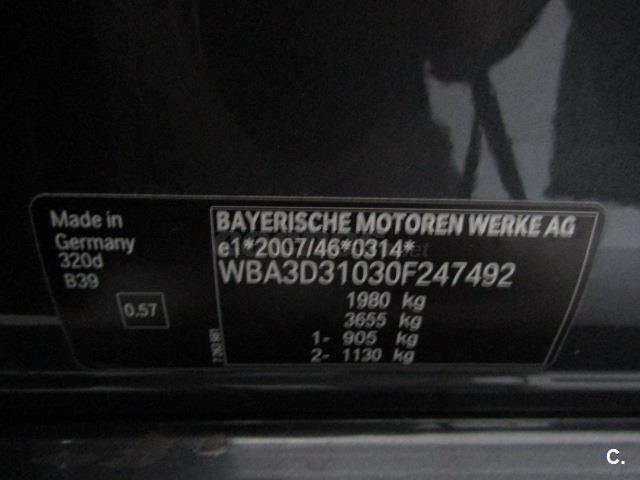 Made in
Germany
320d
B39
0.57
BAYERISCHE MOTOREN WERKE AG
e1*2007/46*0314*
WBA3D31030F247492
1980 kg
3655 kg
1- 905 kg
2- 1130 kg
C.